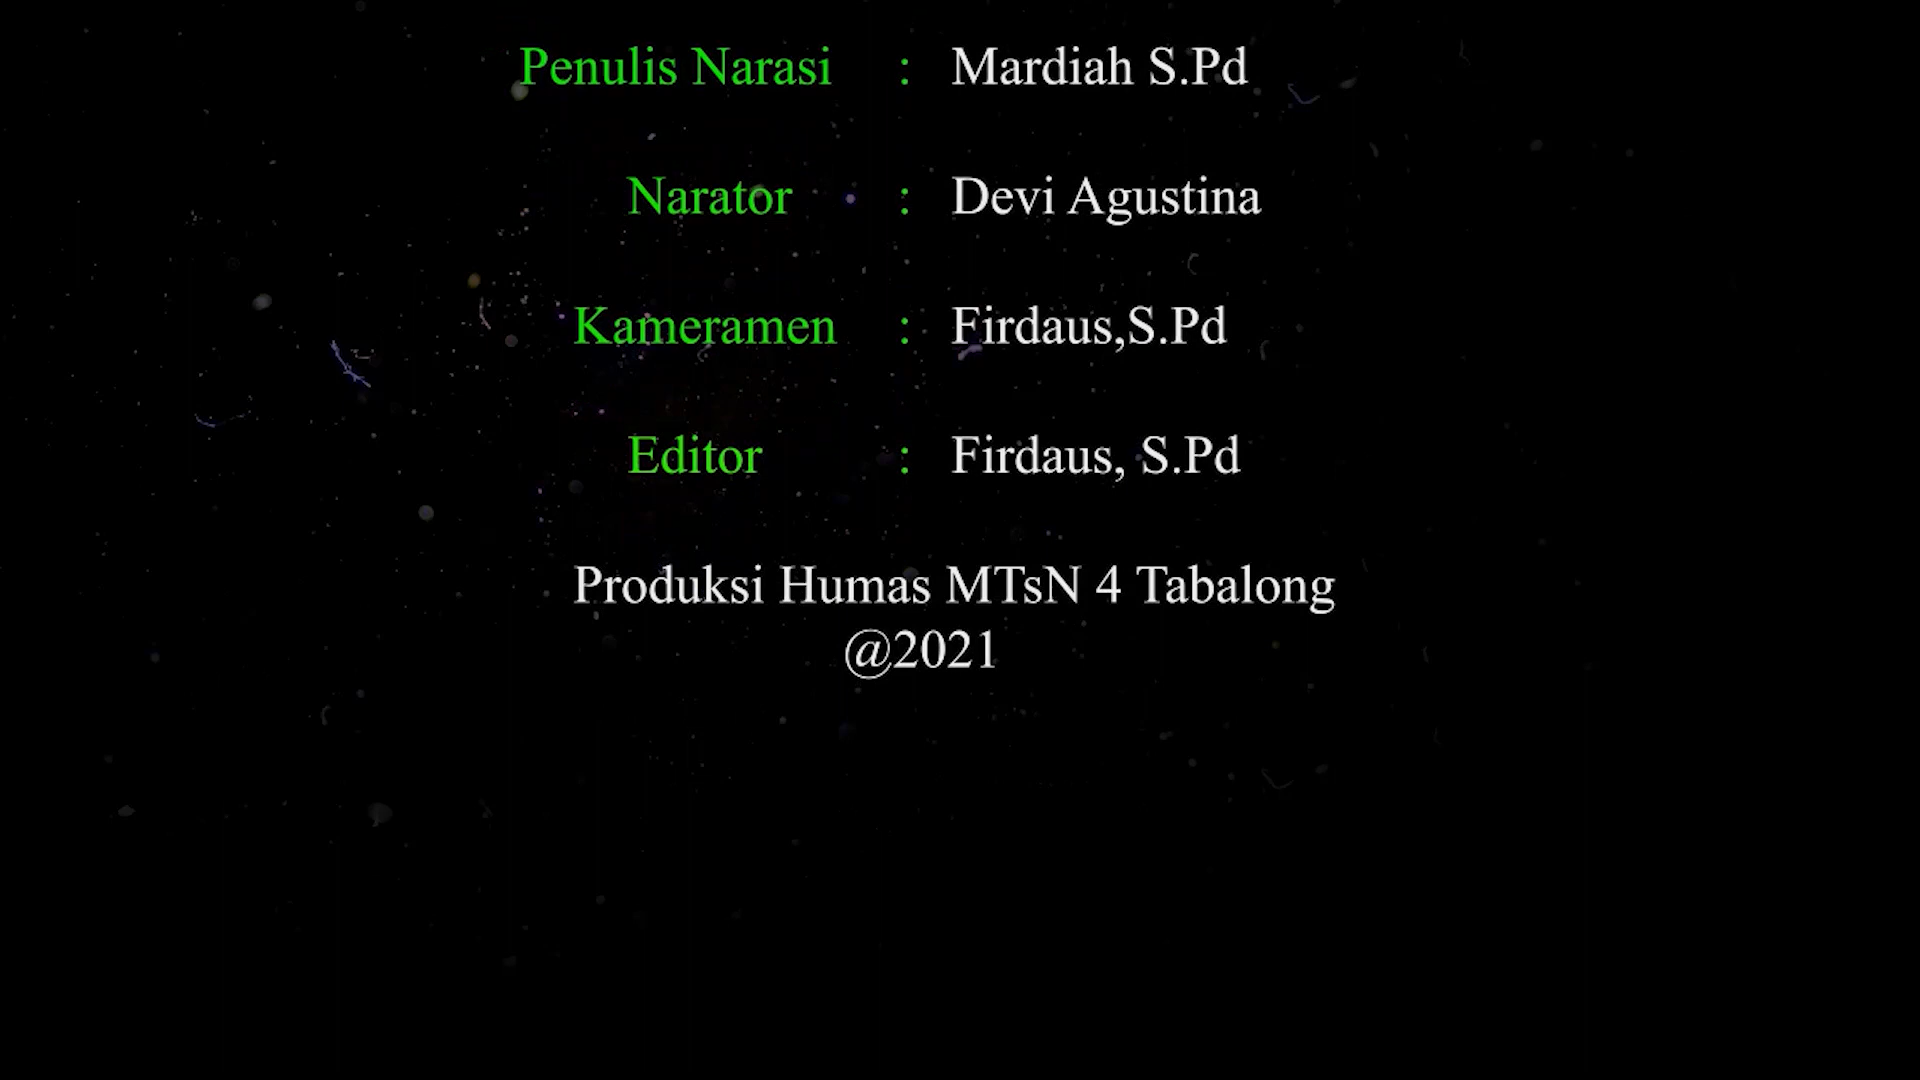 Penulis Narasi : Mardiah S.Pd
Narator : Devi Agustina
Kameramen : Firdaus,S.Pd
Editor : Firdaus, S.Pd
Produksi Humas MTsN 4 Tabalong
@2021